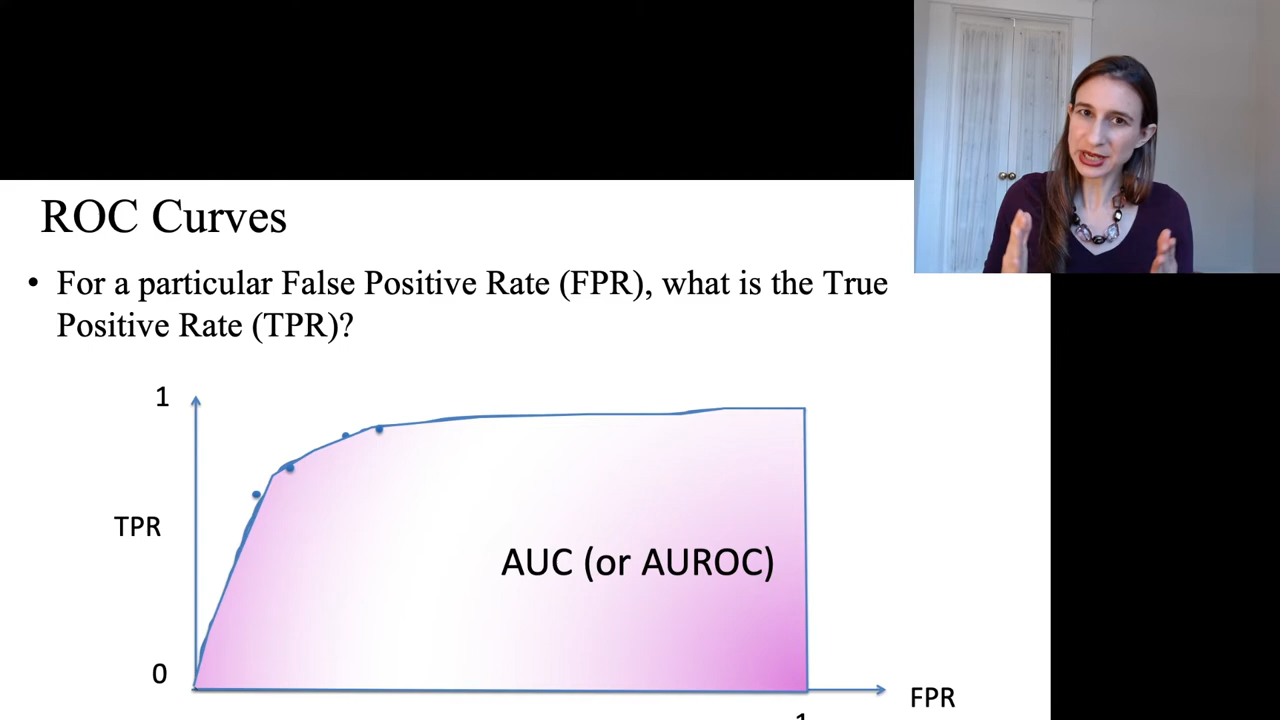 ROC Curves
• For a particular False Positive Rate (FPR), what is the True
Positive Rate (TPR)?
1
TPR
AUC (or AUROC)
0
FPR
1